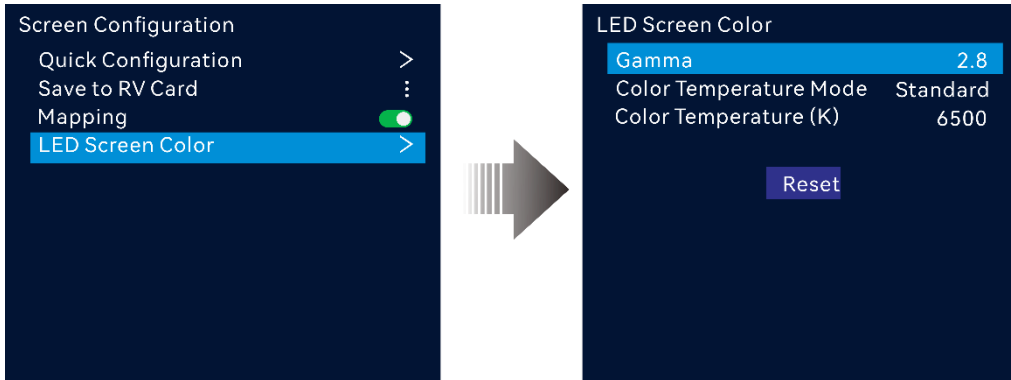 Screen Configuration
Quick Configuration >
Save to RV Card ⋮
Mapping
LED Screen Color >
LED Screen Color
Gamma 2.8
Color Temperature Mode Standard
Color Temperature (K) 6500
Reset